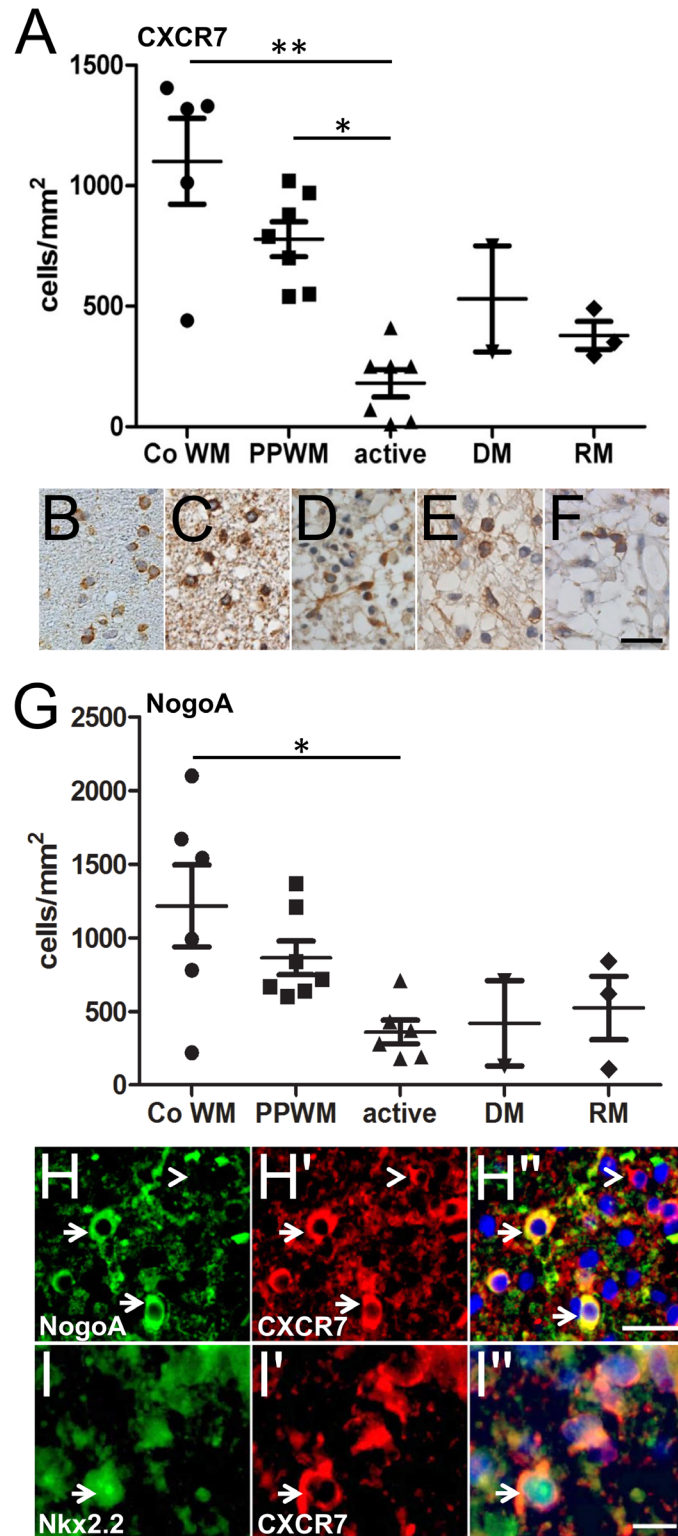 A
CXCR7
**
*
1500
1000
500
0
cells/mm²
Co WM PPWM active DM RM
B C D E F
G
NogoA
*
2500
2000
1500
1000
500
0
cells/mm²
Co WM PPWM active DM RM
H H' H"
NogoA CXCR7
I I' I"
Nkx2.2 CXCR7